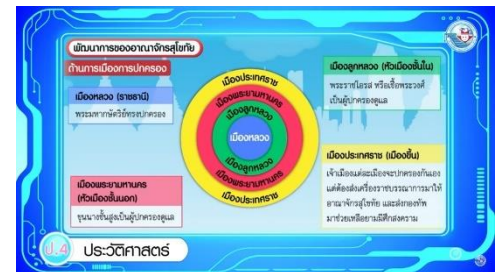 พัฒนาการของอาณาจักรสุโขทัย
ด้านการเมืองการปกครอง
เมืองหลวง (ราชธานี)
พระมหากษัตริย์ทรงปกครอง
เมืองพระยามหานคร
(หัวเมืองชั้นนอก)
ขุนนางชั้นสูงเป็นผู้ปกครองดูแล
เมืองประเทศราช
เมืองพระยามหานคร
เมืองลูกหลวง
เมืองหลวง
เมืองลูกหลวง
เมืองพระยามหานคร
เมืองประเทศราช
เมืองลูกหลวง (หัวเมืองชั้นใน)
พระราชโอรส หรือเชื้อพระวงศ์
เป็นผู้ปกครองดูแล
เมืองประเทศราช (เมืองขึ้น)
เจ้าเมืองแต่ละเมืองจะปกครองกันเอง
แต่ต้องส่งเครื่องราชบรรณาการมาให้
อาณาจักรสุโขทัย และส่งกองทัพ
มาช่วยเหลือยามมีศึกสงคราม
ป.4
ประวัติศาสตร์